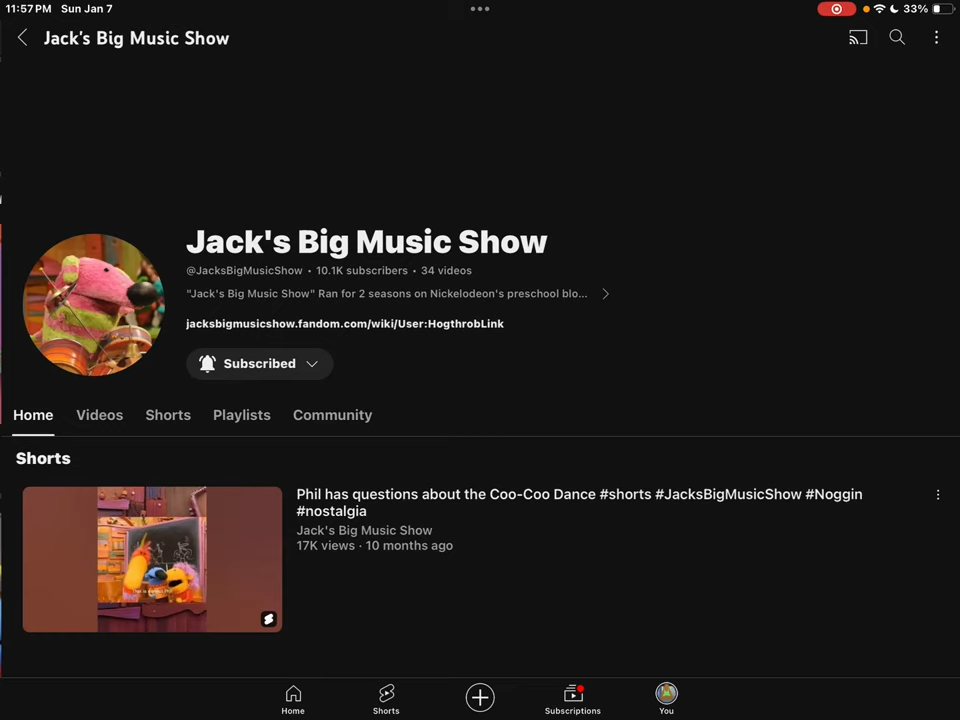 11:57 PM Sun Jan 7
33%
Jack's Big Music Show
Jack's Big Music Show
@JacksBigMusicShow • 10.1K subscribers • 34 videos
"Jack's Big Music Show" Ran for 2 seasons on Nickelodeon's preschool blo...
jacksbigmusicshow.fandom.com/wiki/User:HogthrobLink
Subscribed
Home Videos Shorts Playlists Community
Shorts
Phil has questions about the Coo-Coo Dance #shorts #JacksBigMusicShow #Noggin
#nostalgia
Jack's Big Music Show
17K views · 10 months ago
Home Shorts Subscriptions You